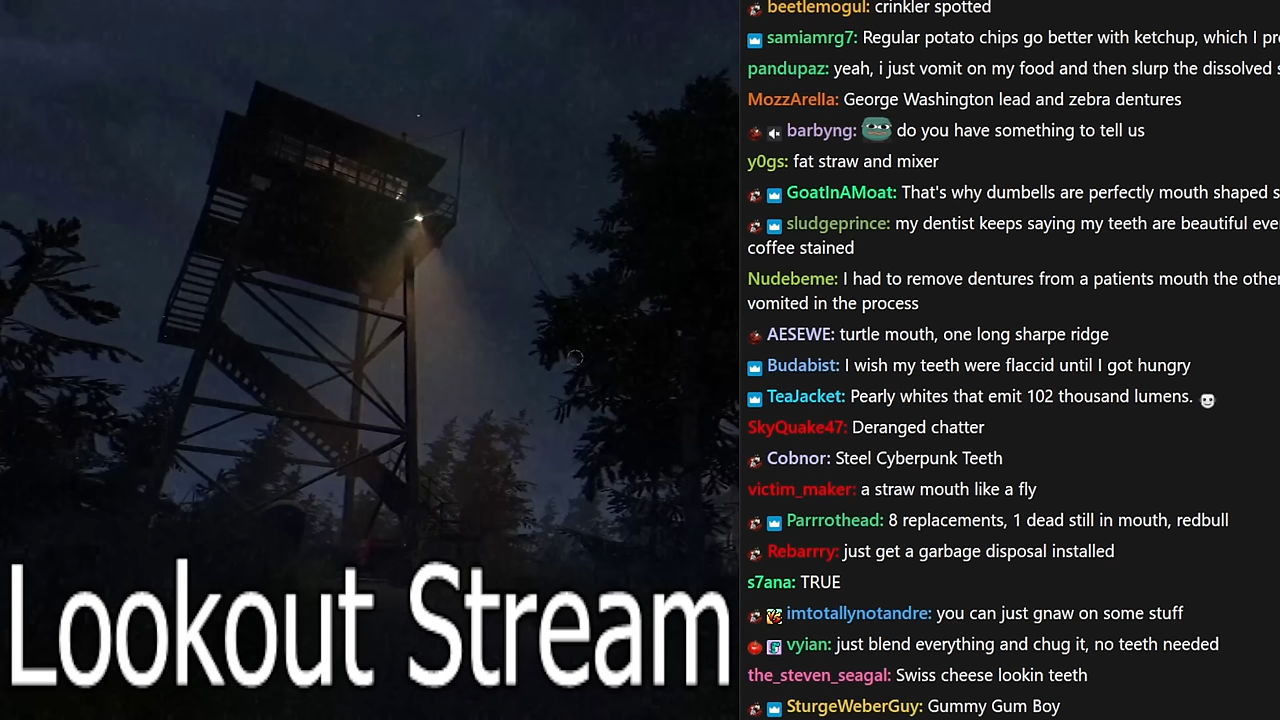 beetlemogul: crinkler spotted
samiamrg7: Regular potato chips go better with ketchup, which I
pandupaz: yeah, i just vomit on my food and then slurp the dissolved
MozzArella: George Washington lead and zebra dentures
barbyng: do you have something to tell us
y0gs: fat straw and mixer
GoatInAMoat: That's why dumbells are perfectly mouth shaped
sludgeprince: my dentist keeps saying my teeth are beautiful
coffee stained
Nudebeme: I had to remove dentures from a patients mouth the other
vomited in the process
AESEWE: turtle mouth, one long sharpe ridge
Budabist: I wish my teeth were flaccid until I got hungry
TeaJacket: Pearly whites that emit 102 thousand lumens.
SkyQuake47: Deranged chatter
Cobnor: Steel Cyberpunk Teeth
victim_maker: a straw mouth like a fly
Parrrothead: 8 replacements, 1 dead still in mouth, redbull
Rebarrry: just get a garbage disposal installed
s7ana: TRUE
imtotallynotandre: you can just gnaw on some stuff
vyian: just blend everything and chug it, no teeth needed
the_steven_seagal: Swiss cheese lookin teeth
SturgeWeberGuy: Gummy Gum Boy
Lookout Stream